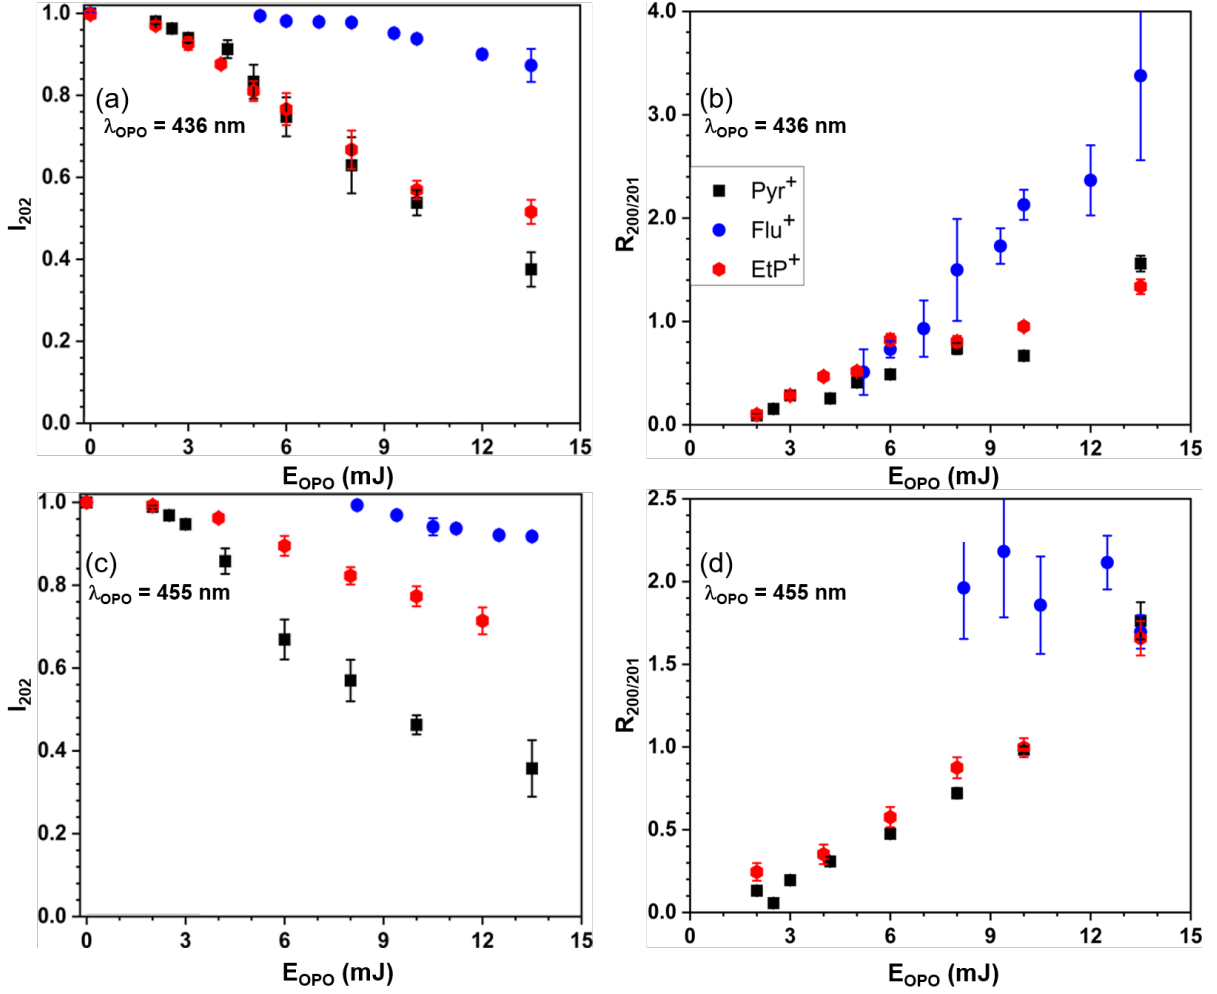 1.0
0.8
0.6
0.4
0.2
0.0
I202
(a)
λOPO = 436 nm
0 3 6 9 12 15
EOPO (mJ)
4.0
3.0
2.0
1.0
0.0
R200/201
(b)
λOPO = 436 nm
Pyr+
Flu+
EtP+
3 6 9 12 15
EOPO (mJ)
1.0
0.8
0.6
0.4
0.2
0.0
I202
(c)
λOPO = 455 nm
0 3 6 9 12 15
EOPO (mJ)
2.5
2.0
1.5
1.0
0.5
0.0
R200/201
(d)
λOPO = 455 nm
3 6 9 12 15
EOPO (mJ)